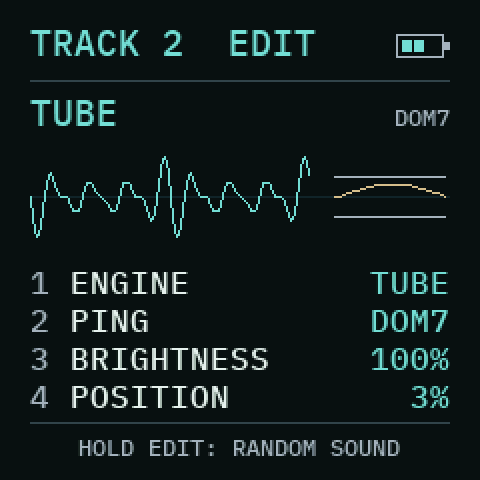 TRACK 2 EDIT
TUBE DOM7
1 ENGINE TUBE
2 PING DOM7
3 BRIGHTNESS 100%
4 POSITION 3%
HOLD EDIT: RANDOM SOUND